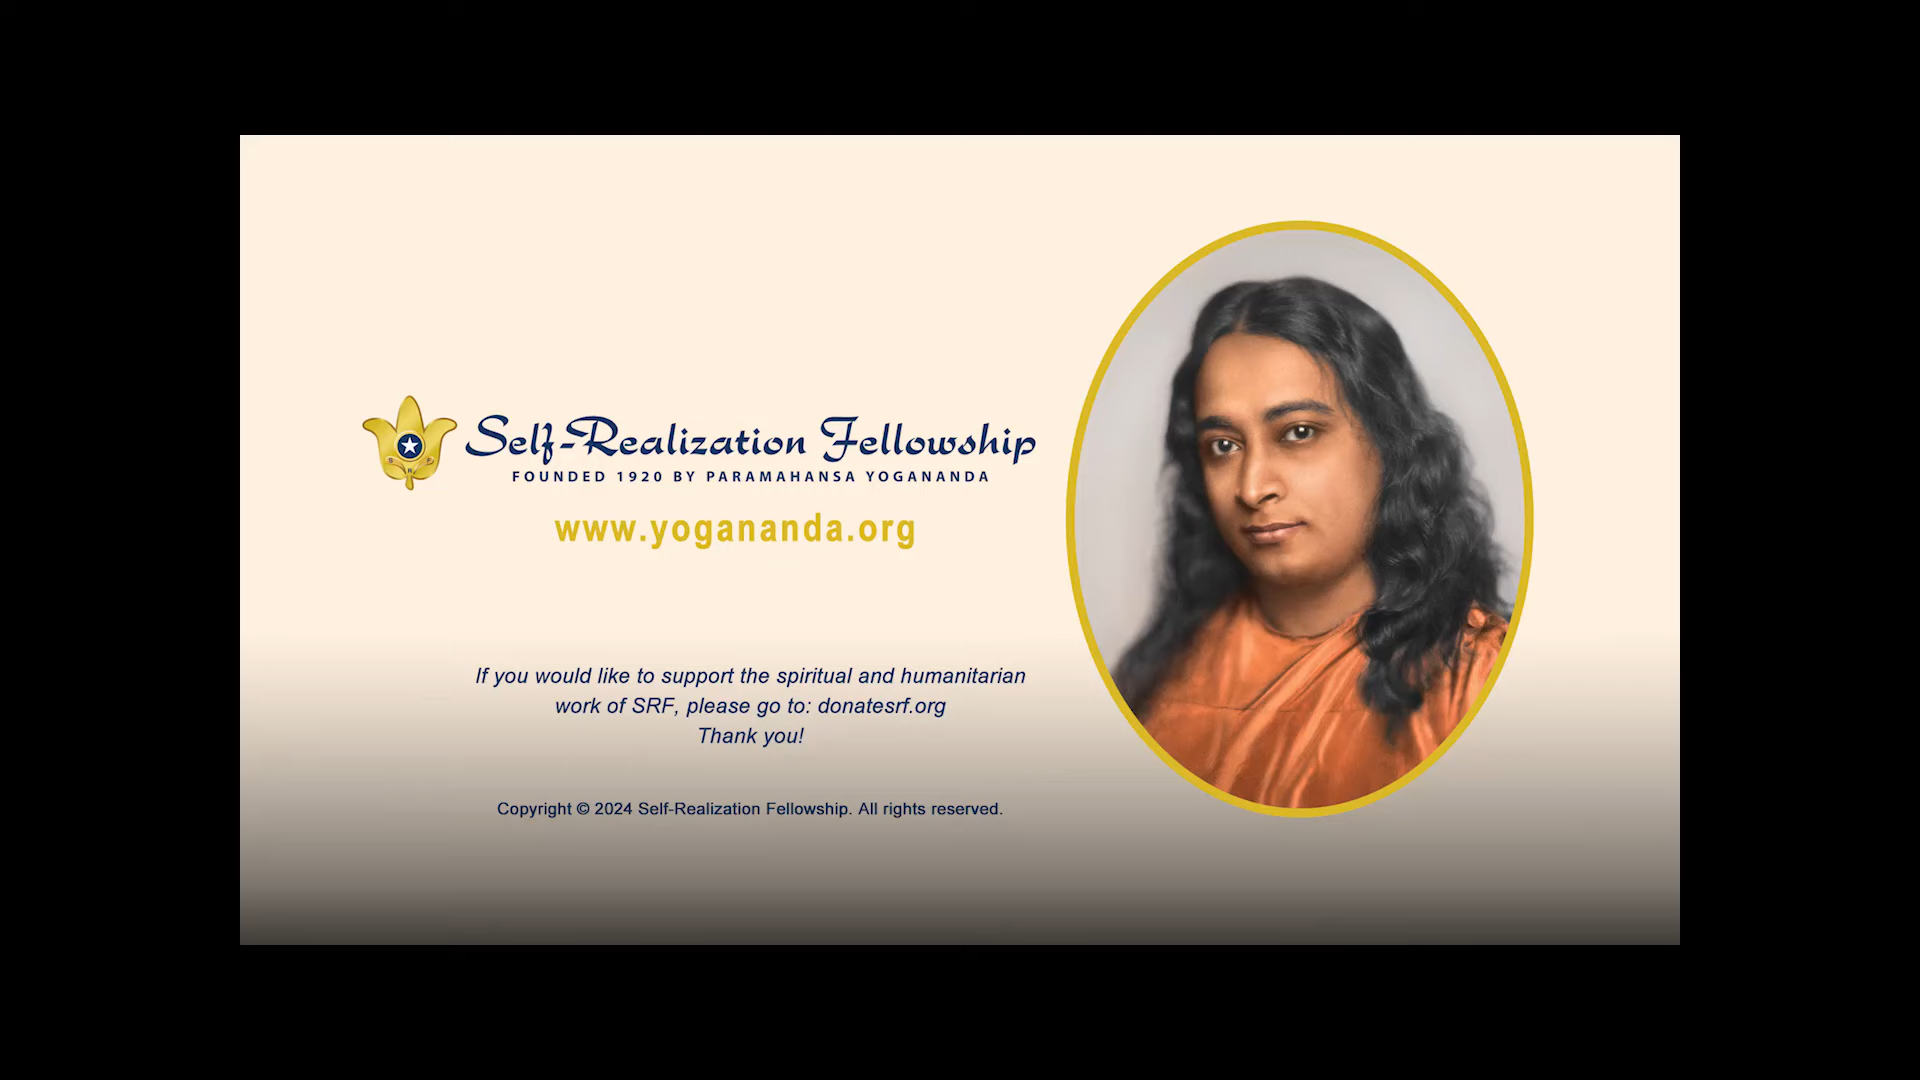 Self-Realization Fellowship
FOUNDED 1920 BY PARAMAHANSA YOGANANDA
www.yogananda.org
If you would like to support the spiritual and humanitarian
work of SRF, please go to: donatesrf.org
Thank you!
Copyright © 2024 Self-Realization Fellowship. All rights reserved.